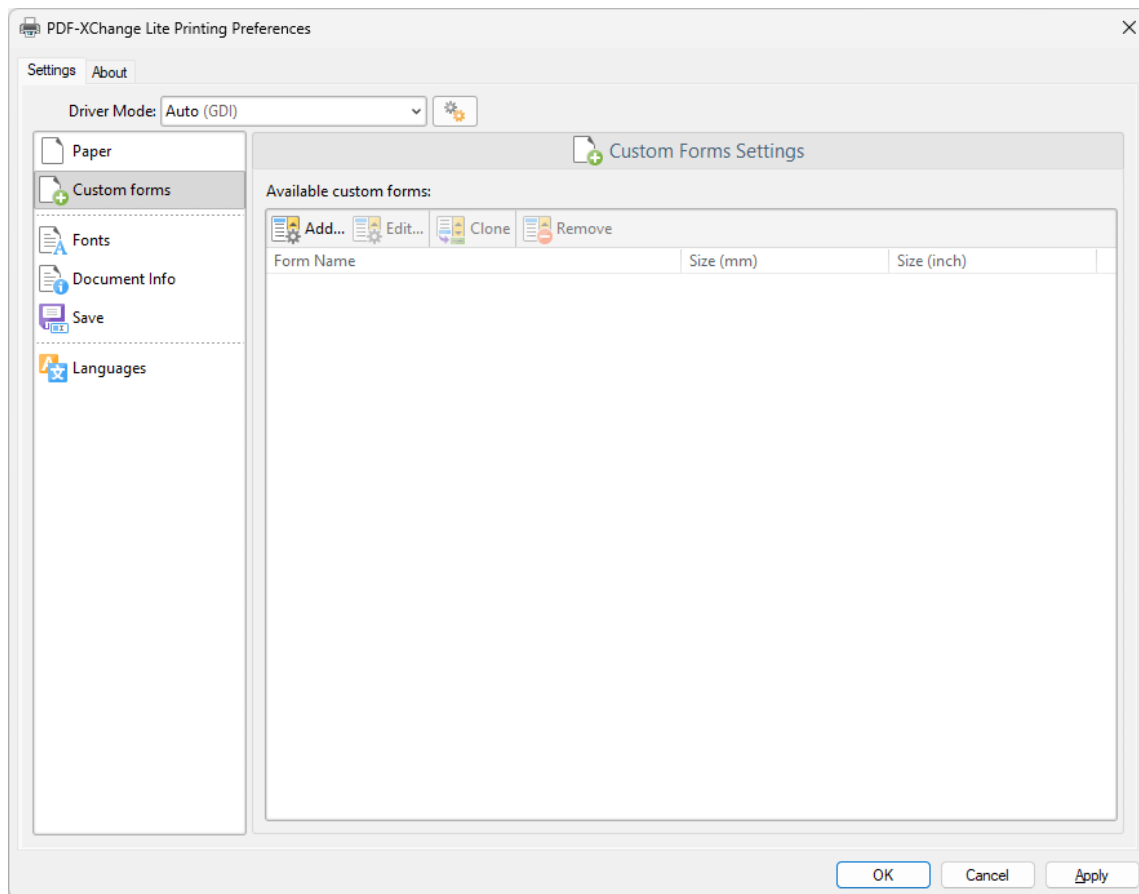 PDF-XChange Lite Printing Preferences
Settings About
Driver Mode: Auto (GDI)
Paper
Custom forms
Fonts
Document Info
Save
Languages
Custom Forms Settings
Available custom forms:
Add... Edit... Clone Remove
Form Name Size (mm) Size (inch)
OK Cancel Apply